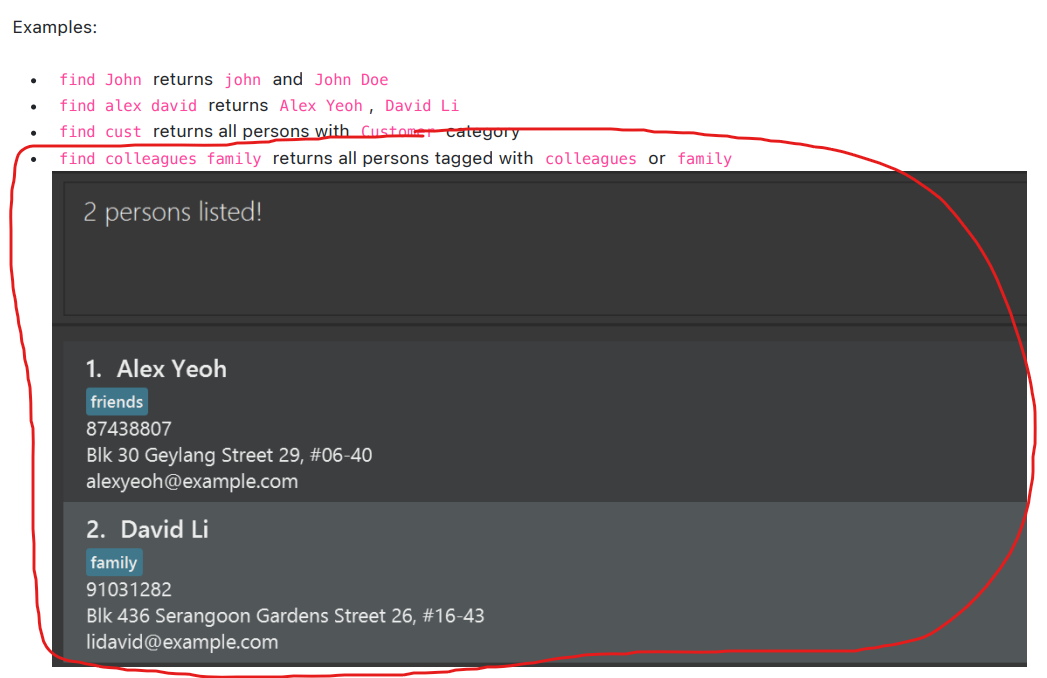 Examples:
find John returns john and John Doe
find alex david returns Alex Yeoh , David Li
find cust returns all persons with Customer category
find colleagues family returns all persons tagged with colleagues or family
2 persons listed!
1. Alex Yeoh
friends
87438807
Blk 30 Geylang Street 29, #06-40
alexyeoh@example.com
2. David Li
family
91031282
Blk 436 Serangoon Gardens Street 26, #16-43
lidavid@example.com